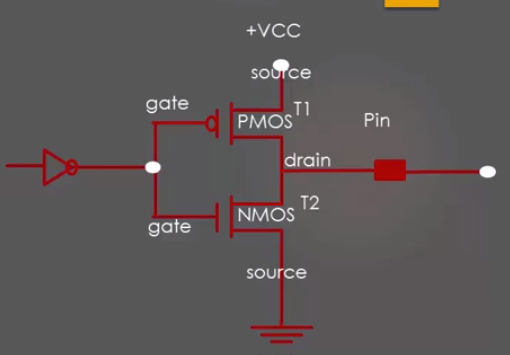 +VCC
source
gate
T1
PMOS
Pin
drain
T2
NMOS
gate
source